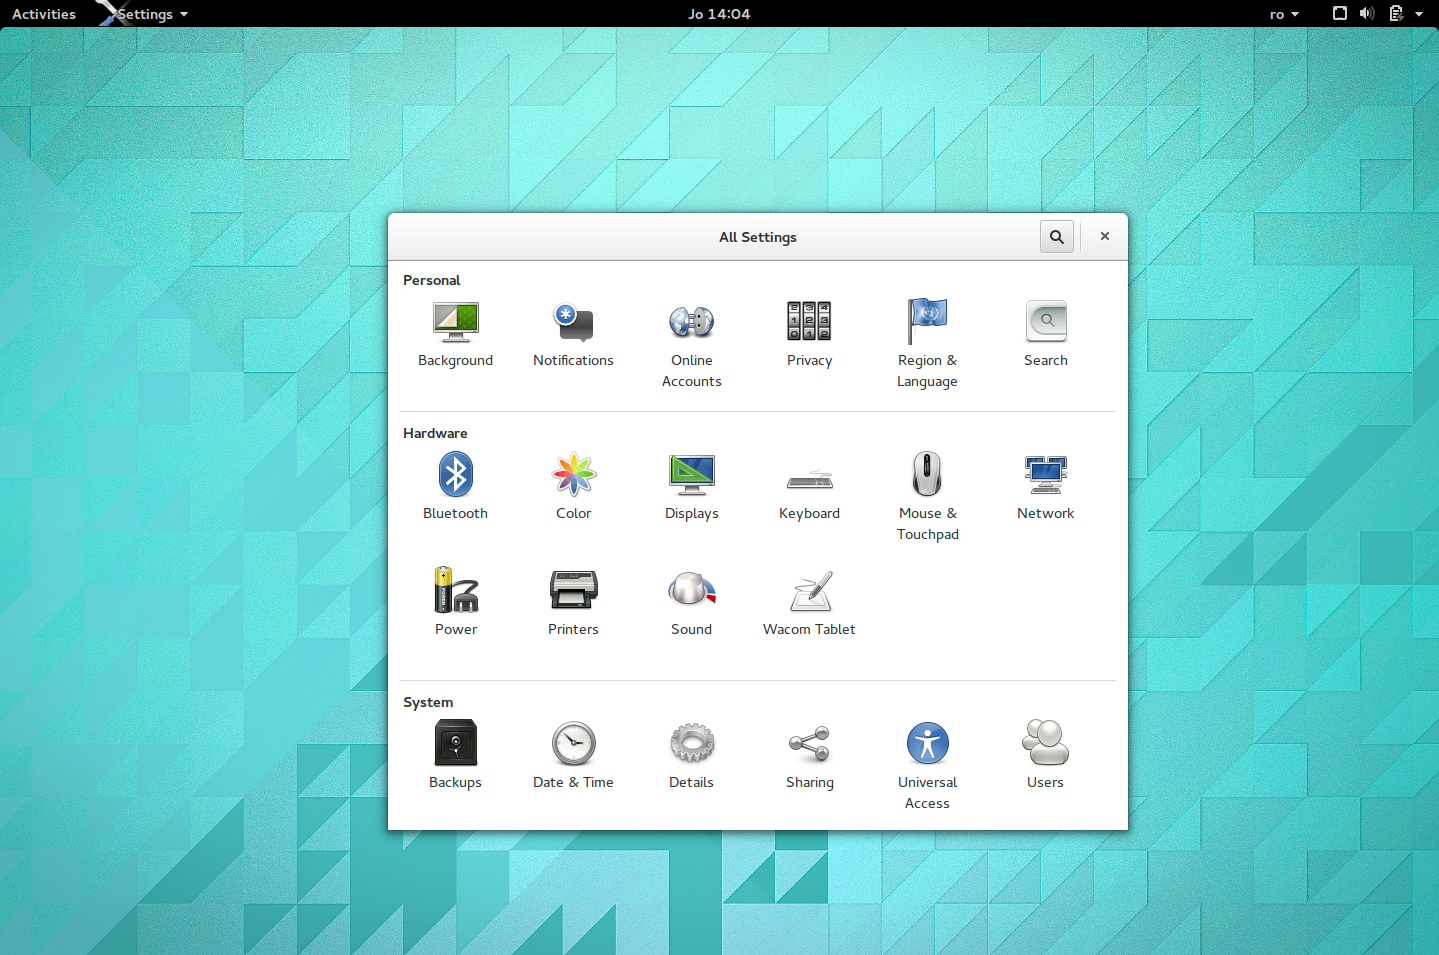 Activities Settings Jo 14:04 ro
All Settings
Personal
Background Notifications Online Accounts Privacy Region & Language Search
Hardware
Bluetooth Color Displays Keyboard Mouse & Touchpad Network
Power Printers Sound Wacom Tablet
System
Backups Date & Time Details Sharing Universal Access Users